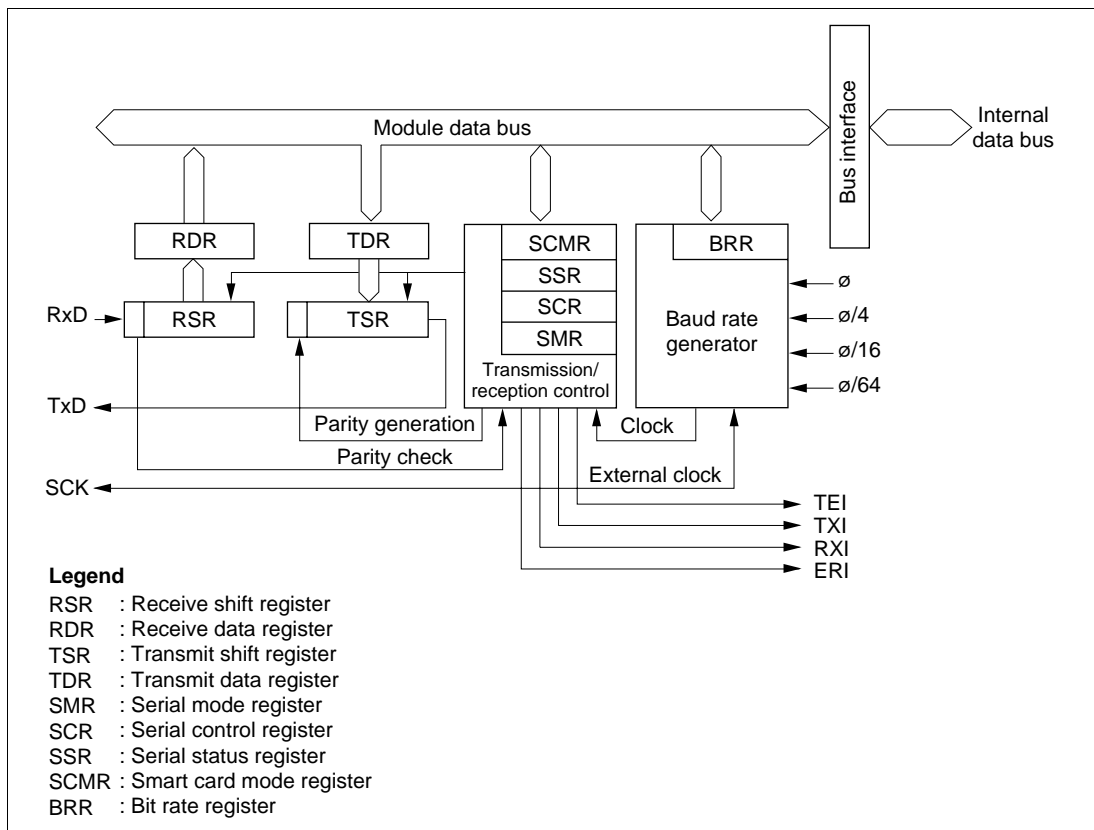 Module data bus
Bus interface
Internal
data bus
RDR
TDR
SCMR
SSR
SCR
SMR
BRR
RxD
RSR
TSR
Transmission/
reception control
Baud rate
generator
ø
ø/4
ø/16
ø/64
TxD
Parity generation
Parity check
Clock
SCK
External clock
TEI
TXI
RXI
ERI
Legend
RSR : Receive shift register
RDR : Receive data register
TSR : Transmit shift register
TDR : Transmit data register
SMR : Serial mode register
SCR : Serial control register
SSR : Serial status register
SCMR : Smart card mode register
BRR : Bit rate register